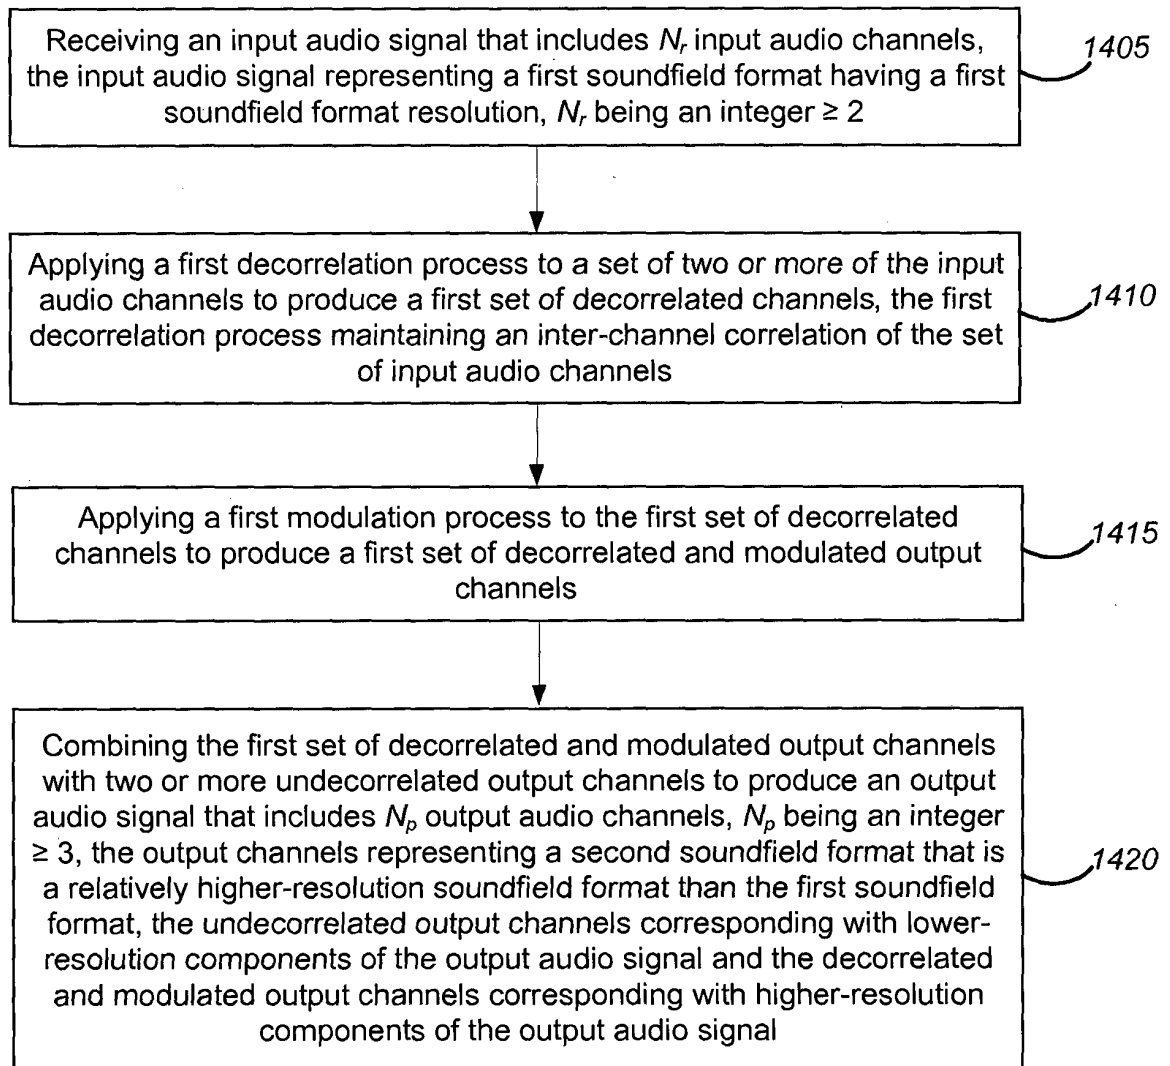 Receiving an input audio signal that includes Nr input audio channels,
the input audio signal representing a first soundfield format having a first
soundfield format resolution, Nr being an integer ≥ 2
1405
Applying a first decorrelation process to a set of two or more of the input
audio channels to produce a first set of decorrelated channels, the first
decorrelation process maintaining an inter-channel correlation of the set
of input audio channels
1410
Applying a first modulation process to the first set of decorrelated
channels to produce a first set of decorrelated and modulated output
channels
1415
Combining the first set of decorrelated and modulated output channels
with two or more undecorrelated output channels to produce an output
audio signal that includes Np output audio channels, Np being an integer
≥ 3, the output channels representing a second soundfield format that is
a relatively higher-resolution soundfield format than the first soundfield
format, the undecorrelated output channels corresponding with lower-
resolution components of the output audio signal and the decorrelated
and modulated output channels corresponding with higher-resolution
components of the output audio signal
1420